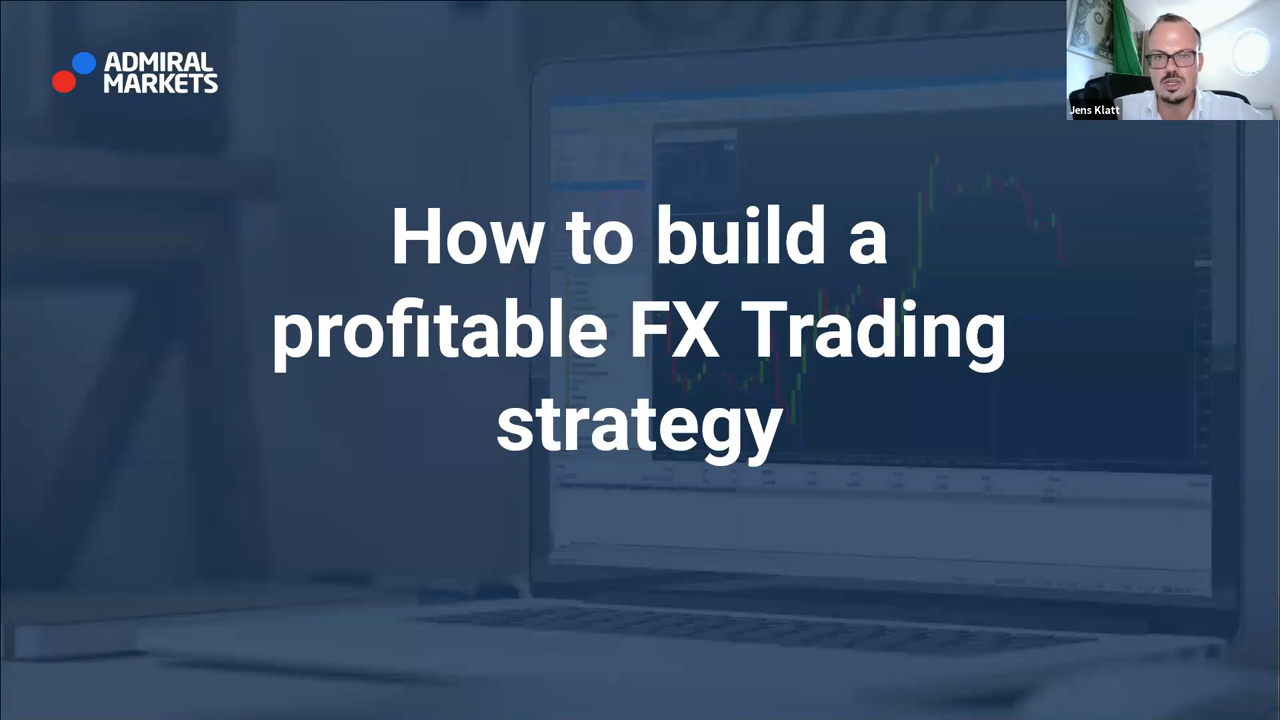 ADMIRAL
MARKETS
Jens Klatt
How to build a
profitable FX Trading
strategy